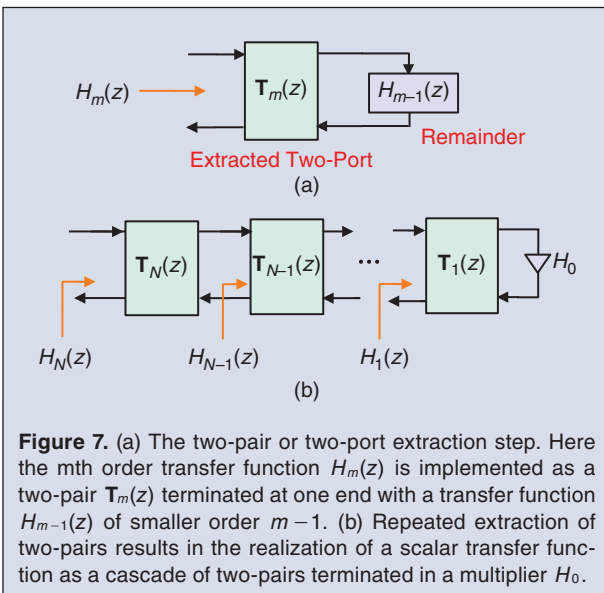 H_m(z)
T_m(z)
H_{m–1}(z)
Extracted Two-Port
Remainder
(a)
T_N(z)
T_{N–1}(z)
...
T_1(z)
H_0
H_N(z)
H_{N–1}(z)
H_1(z)
(b)
Figure 7. (a) The two-pair or two-port extraction step. Here
the mth order transfer function H_m(z) is implemented as a
two-pair T_m(z) terminated at one end with a transfer function
H_{m–1}(z) of smaller order m – 1. (b) Repeated extraction of
two-pairs results in the realization of a scalar transfer func-
tion as a cascade of two-pairs terminated in a multiplier H_0.